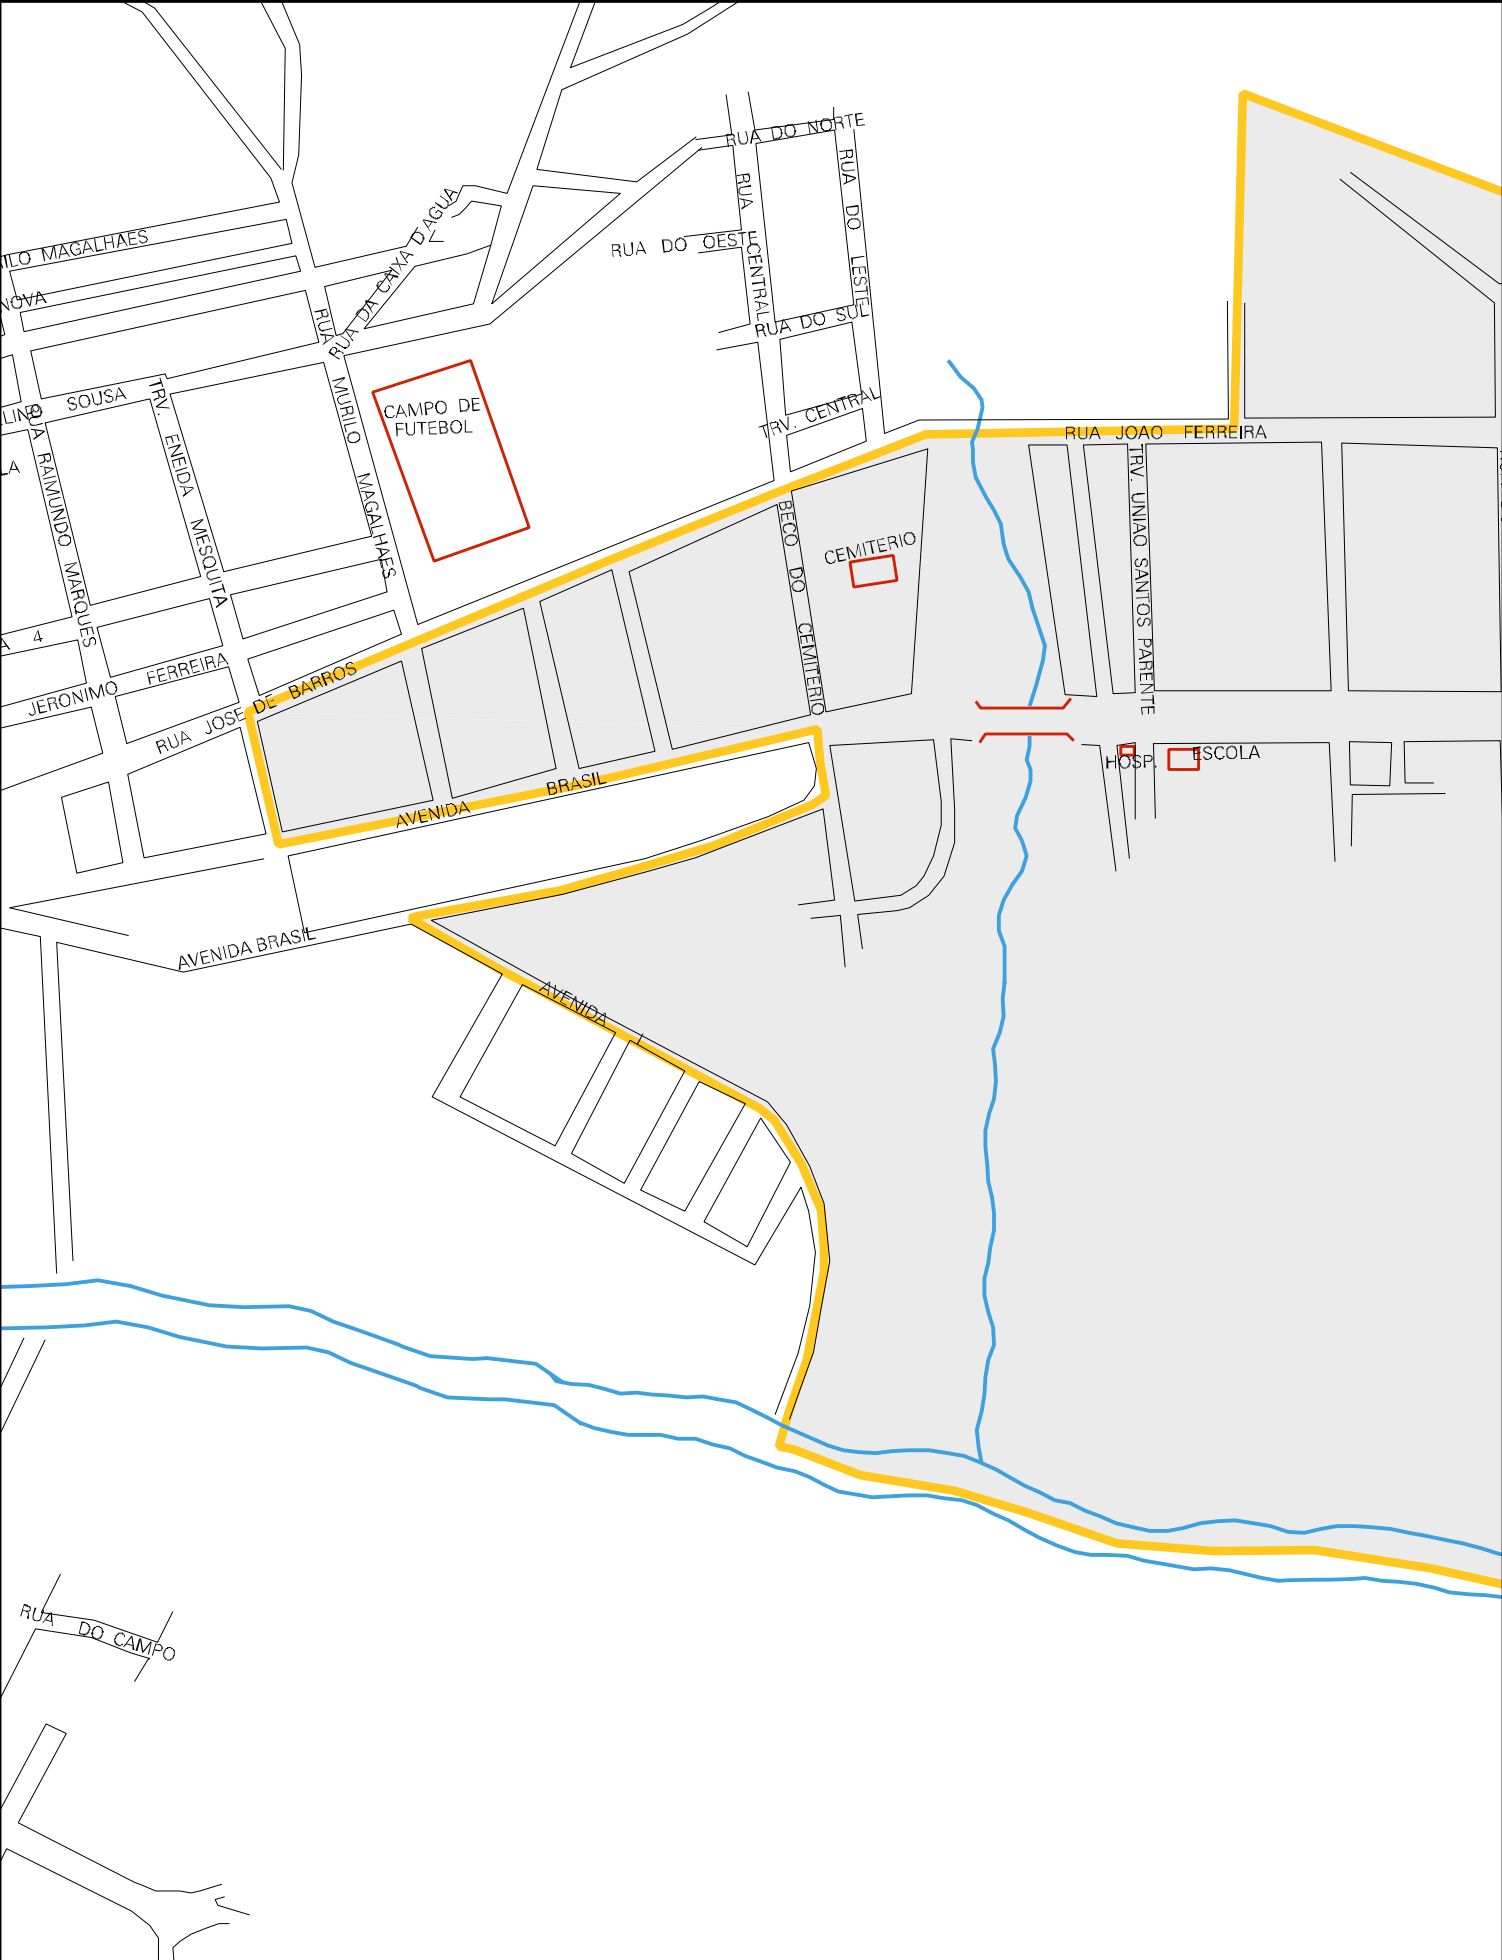 RUA DO NORTE
RUA CENTRAL
RUA DO LESTE
RUA DO OESTE
RUA DO SUL
TRV. CENTRAL
RUA DA CAIXA D'AGUA
MAGALHAES
NOVA
RUA MURILO MAGALHAES
CAMPO DE
FUTEBOL
SOUSA
TRV. ENEIDA MESQUITA
RUA RAIMUNDO MARQUES
LA
4
JERONIMO FERREIRA
RUA JOSE DE BARROS
RUA JOAO FERREIRA
TRV. UNIAO SANTOS PARENTE
BECO DO CEMITERIO
CEMITERIO
HOSP.
ESCOLA
AVENIDA BRASIL
AVENIDA BRASIL
AVENIDA
RUA DO CAMPO